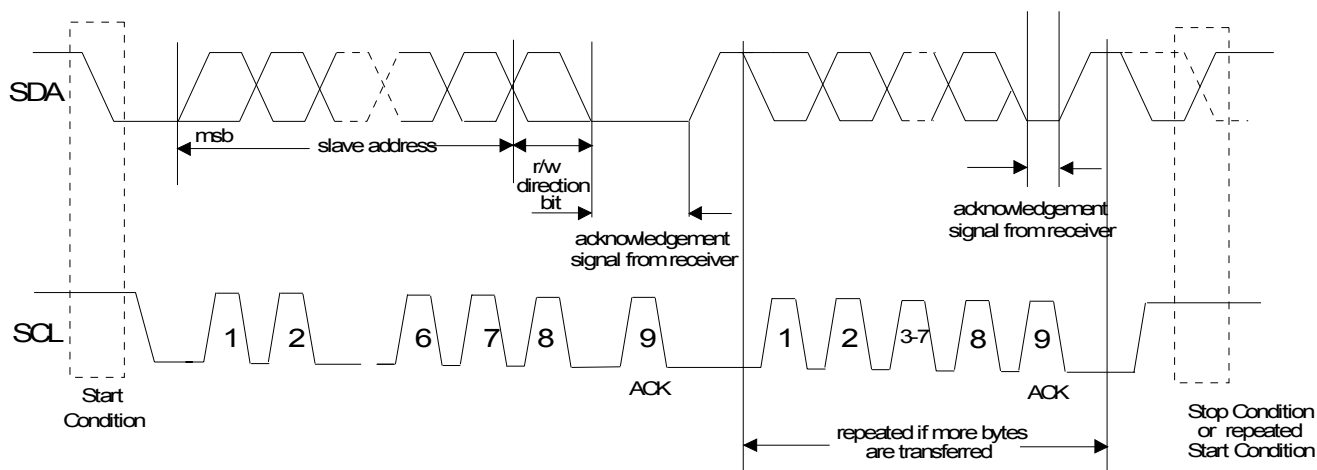 SDA
msb
slave address
r/w
direction
bit
acknowledgement
signal from receiver
acknowledgement
signal from receiver
SCL
1
2
6
7
8
9
1
2
3-7
8
9
ACK
ACK
Start
Condition
repeated if more bytes
are transferred
Stop Condition
or repeated
Start Condition